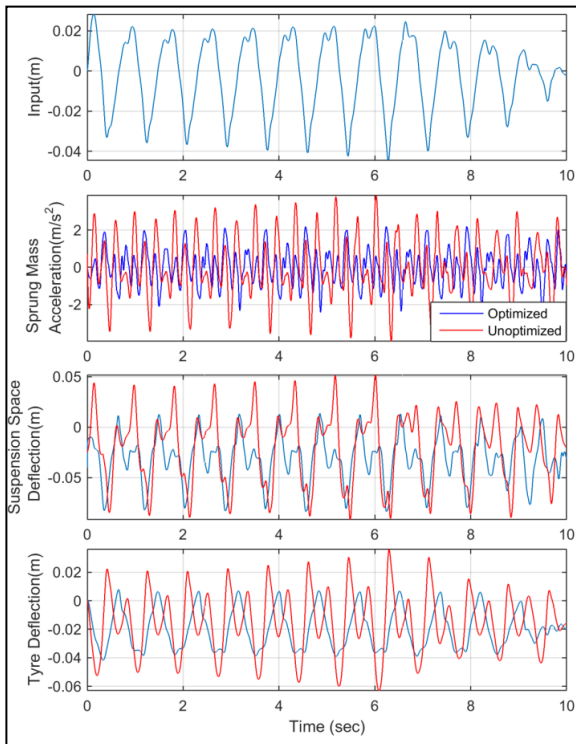 0.02
0
-0.02
-0.04
Input(m)
0 2 4 6 8 10
2
0
-2
Sprung Mass
Acceleration(m/s²)
Optimized
Unoptimized
0 2 4 6 8 10
0.05
0
-0.05
Suspension Space
Deflection(m)
0 2 4 6 8 10
0.02
0
-0.02
-0.04
-0.06
Tyre Deflection(m)
0 2 4 6 8 10
Time (sec)